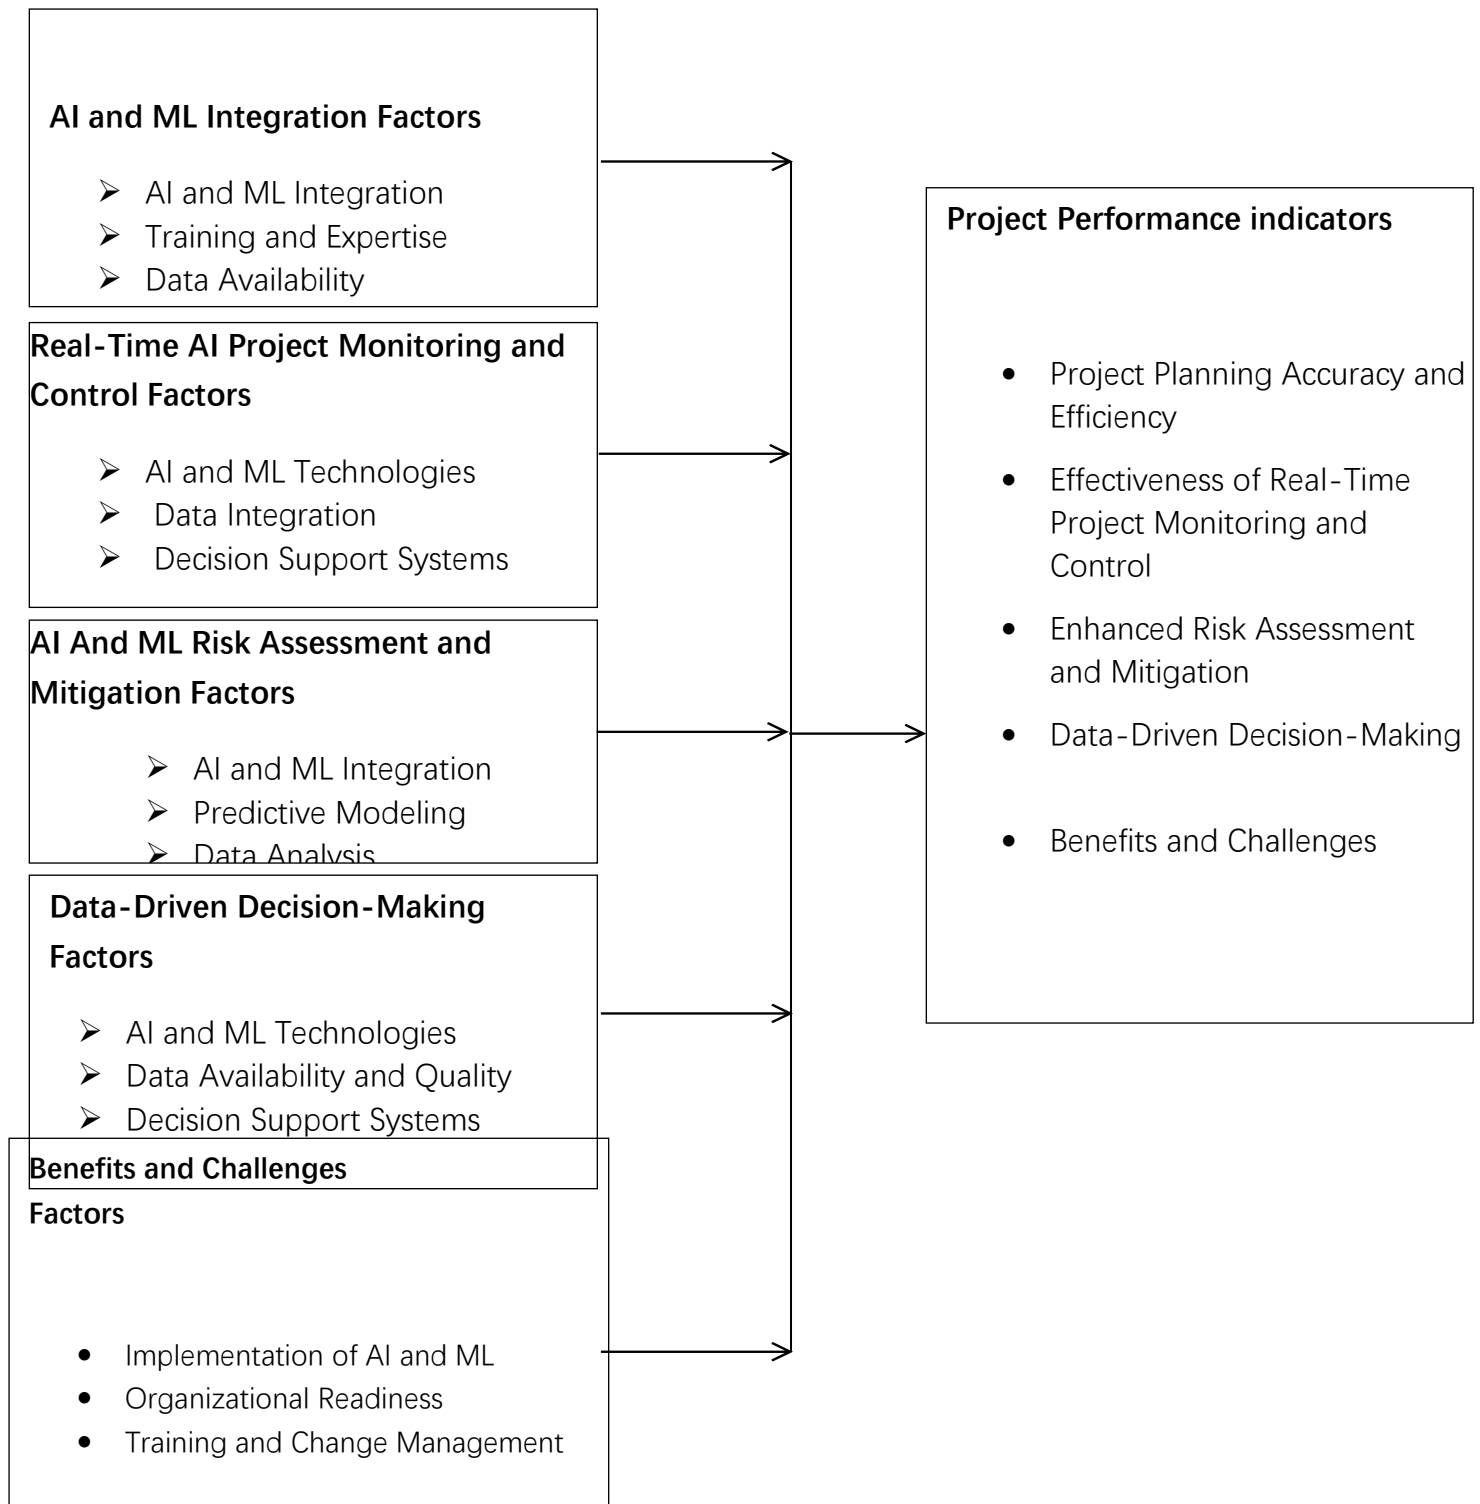 AI and ML Integration Factors
➢ AI and ML Integration
➢ Training and Expertise
➢ Data Availability
Real-Time AI Project Monitoring and
Control Factors
➢ AI and ML Technologies
➢ Data Integration
➢ Decision Support Systems
AI And ML Risk Assessment and
Mitigation Factors
➢ AI and ML Integration
➢ Predictive Modeling
➢ Data Analysis
Data-Driven Decision-Making
Factors
➢ AI and ML Technologies
➢ Data Availability and Quality
➢ Decision Support Systems
Benefits and Challenges
Factors
• Implementation of AI and ML
• Organizational Readiness
• Training and Change Management
Project Performance indicators
• Project Planning Accuracy and
Efficiency
• Effectiveness of Real-Time
Project Monitoring and
Control
• Enhanced Risk Assessment
and Mitigation
• Data-Driven Decision-Making
• Benefits and Challenges